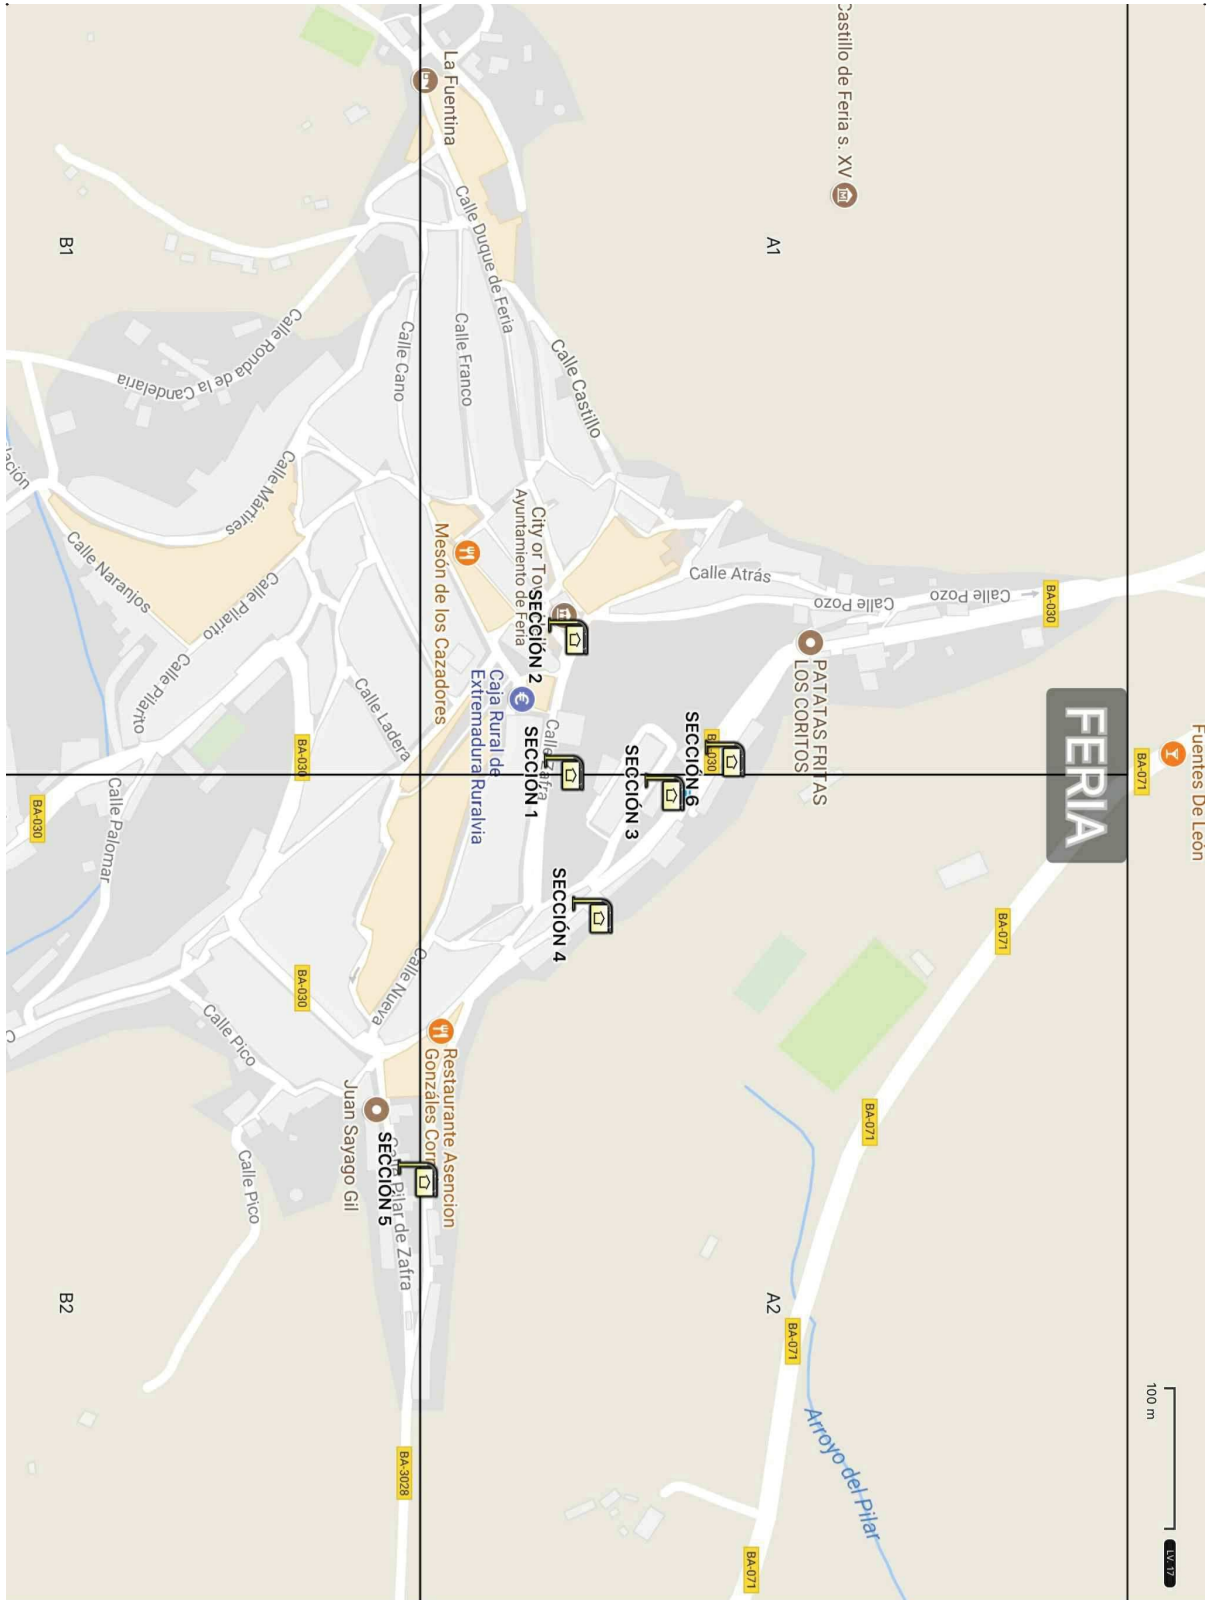 Castillo de Feria s. XV
La Fuentina
A1
B1
Calle Duque de Feria
Calle Castillo
Calle Franco
Calle Cano
Calle Ronda de la Candelaria
Calle Mártires
Calle Naranjos
Calle Pilarito
Calle Pilarito
City or To
Ayuntamiento de Feria
Mesón de los Cazadores
Calle Atrás
Calle Pozo
Calle Pozo
BA-030
PATATAS FRITAS
LOS CORITOS
FERIA
Fuentes De León
BA-071
SECCIÓN 2
Caja Rural de
Extremadura Ruralvia
Calle Zafra
SECCIÓN 1
SECCIÓN 3
SECCIÓN 6
SECCIÓN 4
Calle Ladera
BA-030
BA-030
Calle Palomar
BA-030
Calle Nueva
Calle Pico
Calle Pico
Restaurante Asencion
Gonzáles Cor
Juan Sayago Gil
SECCIÓN 5
Pilar de Zafra
BA-071
BA-071
BA-071
BA-071
BA-3028
A2
B2
Arroyo del Pilar
100 m
LV. 17